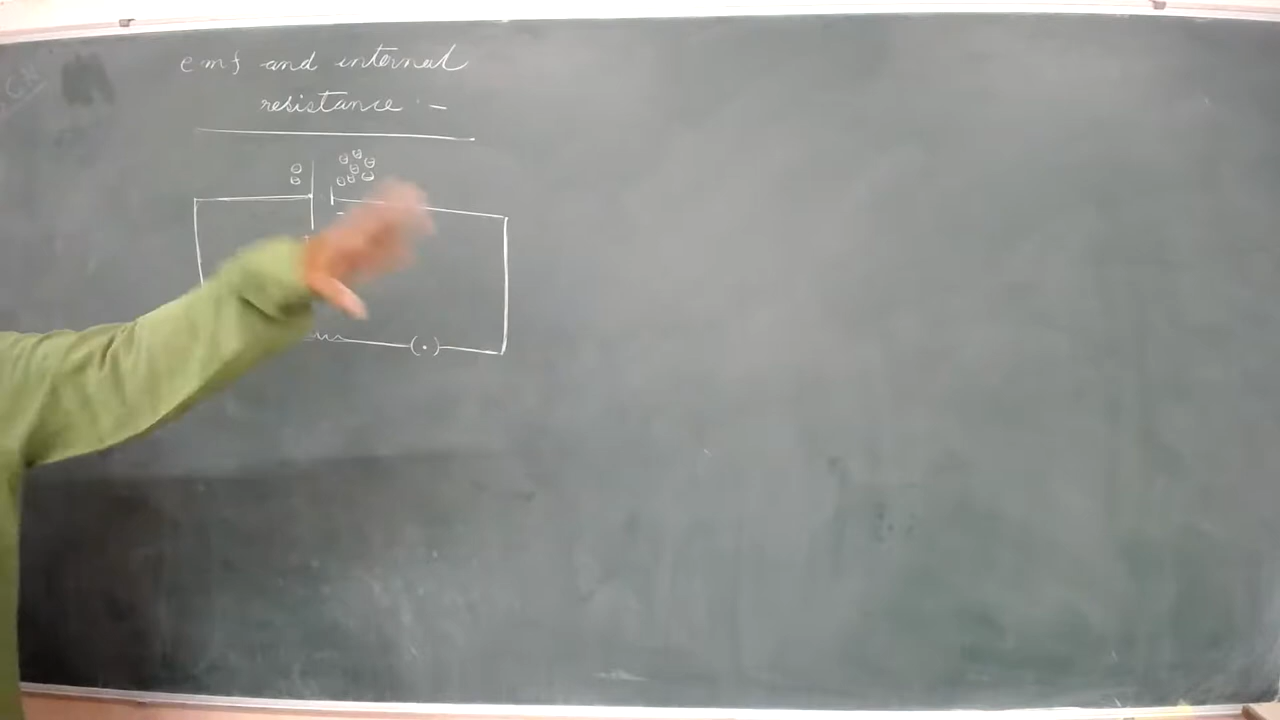 emf and internal
resistance :-